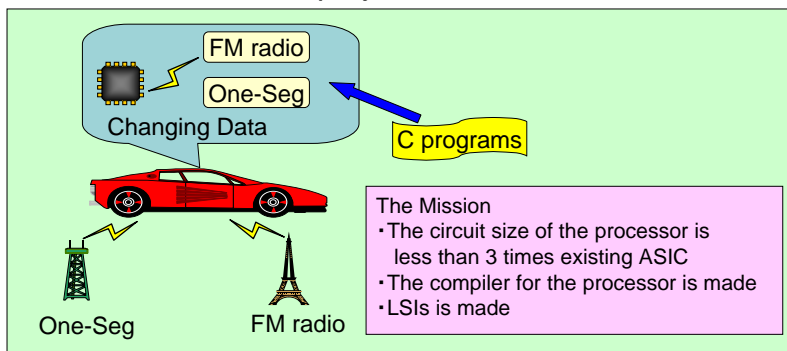 FM radio
One-Seg
Changing Data
C programs
The Mission
・The circuit size of the processor is
less than 3 times existing ASIC
・The compiler for the processor is made
・LSIs is made
One-Seg
FM radio